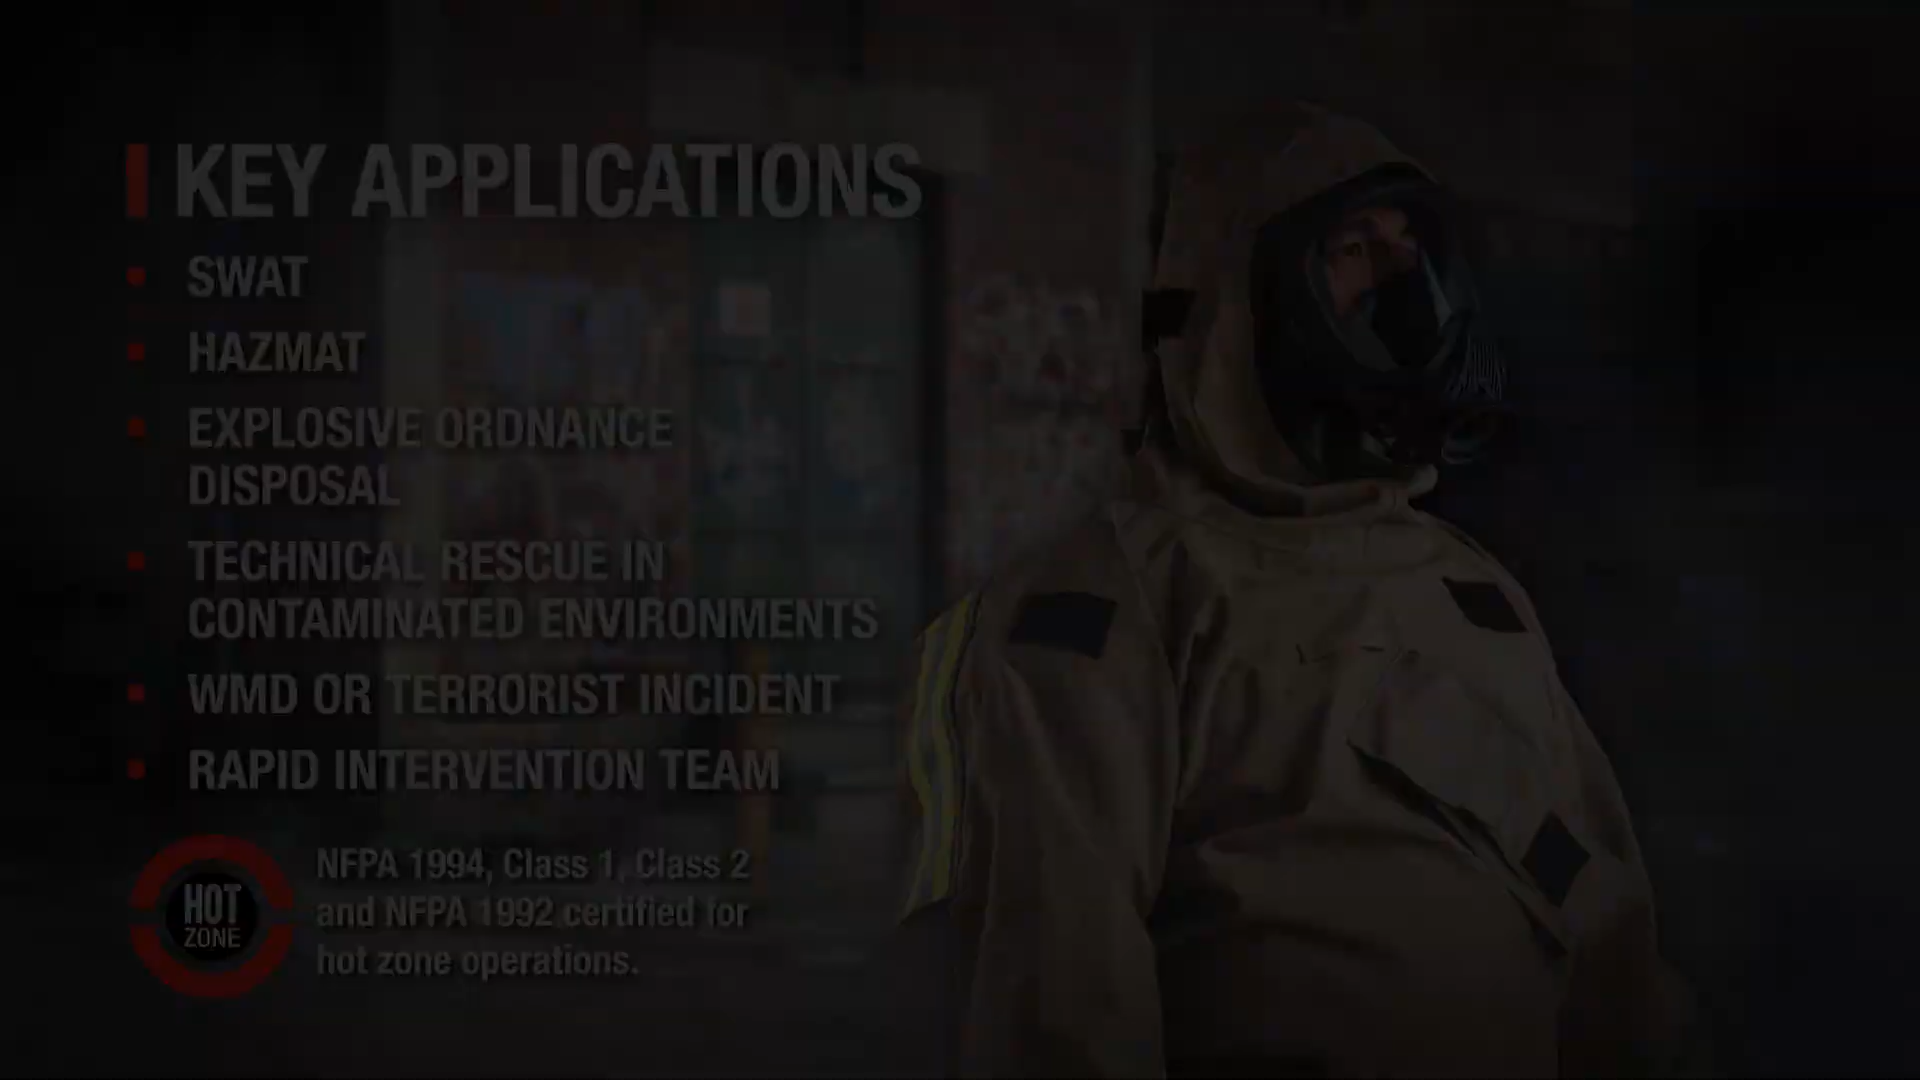 KEY APPLICATIONS
SWAT
HAZMAT
EXPLOSIVE ORDNANCE
DISPOSAL
TECHNICAL RESCUE IN
CONTAMINATED ENVIRONMENTS
WMD OR TERRORIST INCIDENT
RAPID INTERVENTION TEAM
HOT
ZONE
NFPA 1994, Class 1, Class 2
and NFPA 1992 certified for
hot zone operations.